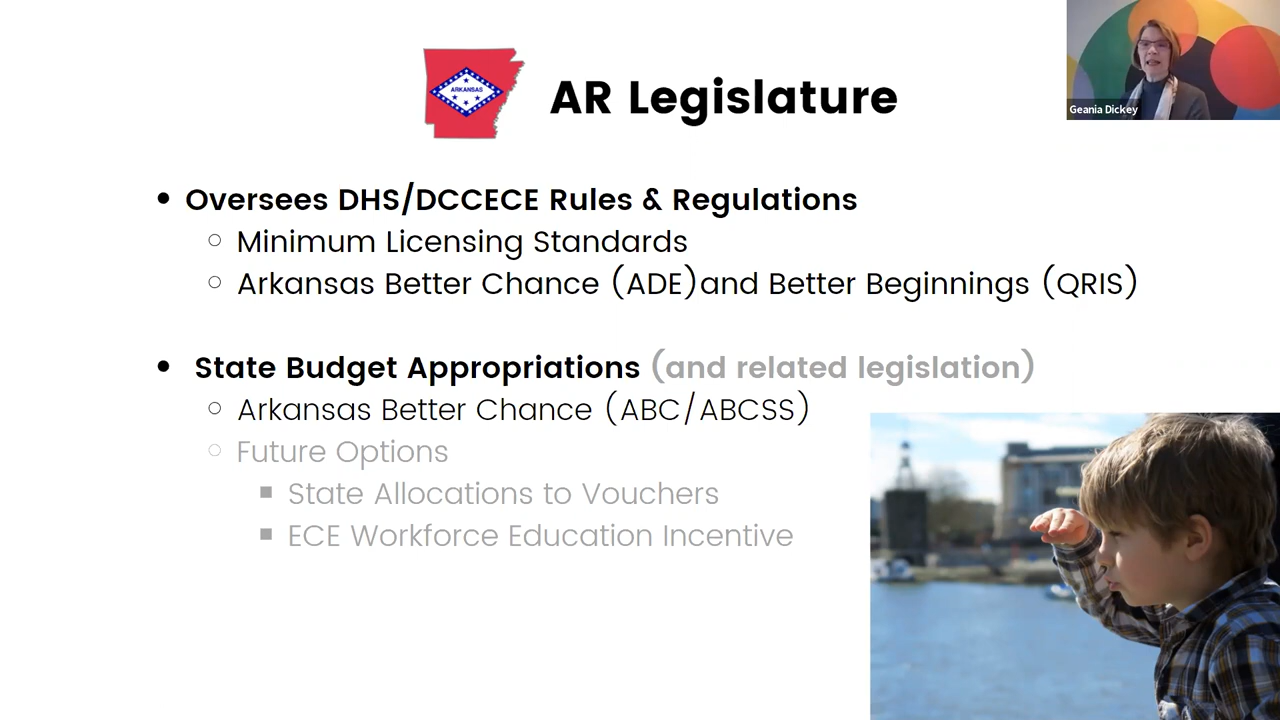 ARKANSAS
AR Legislature
Geania Dickey
• Oversees DHS/DCCECE Rules & Regulations
○ Minimum Licensing Standards
○ Arkansas Better Chance (ADE)and Better Beginnings (QRIS)
• State Budget Appropriations (and related legislation)
○ Arkansas Better Chance (ABC/ABCSS)
○ Future Options
■ State Allocations to Vouchers
■ ECE Workforce Education Incentive